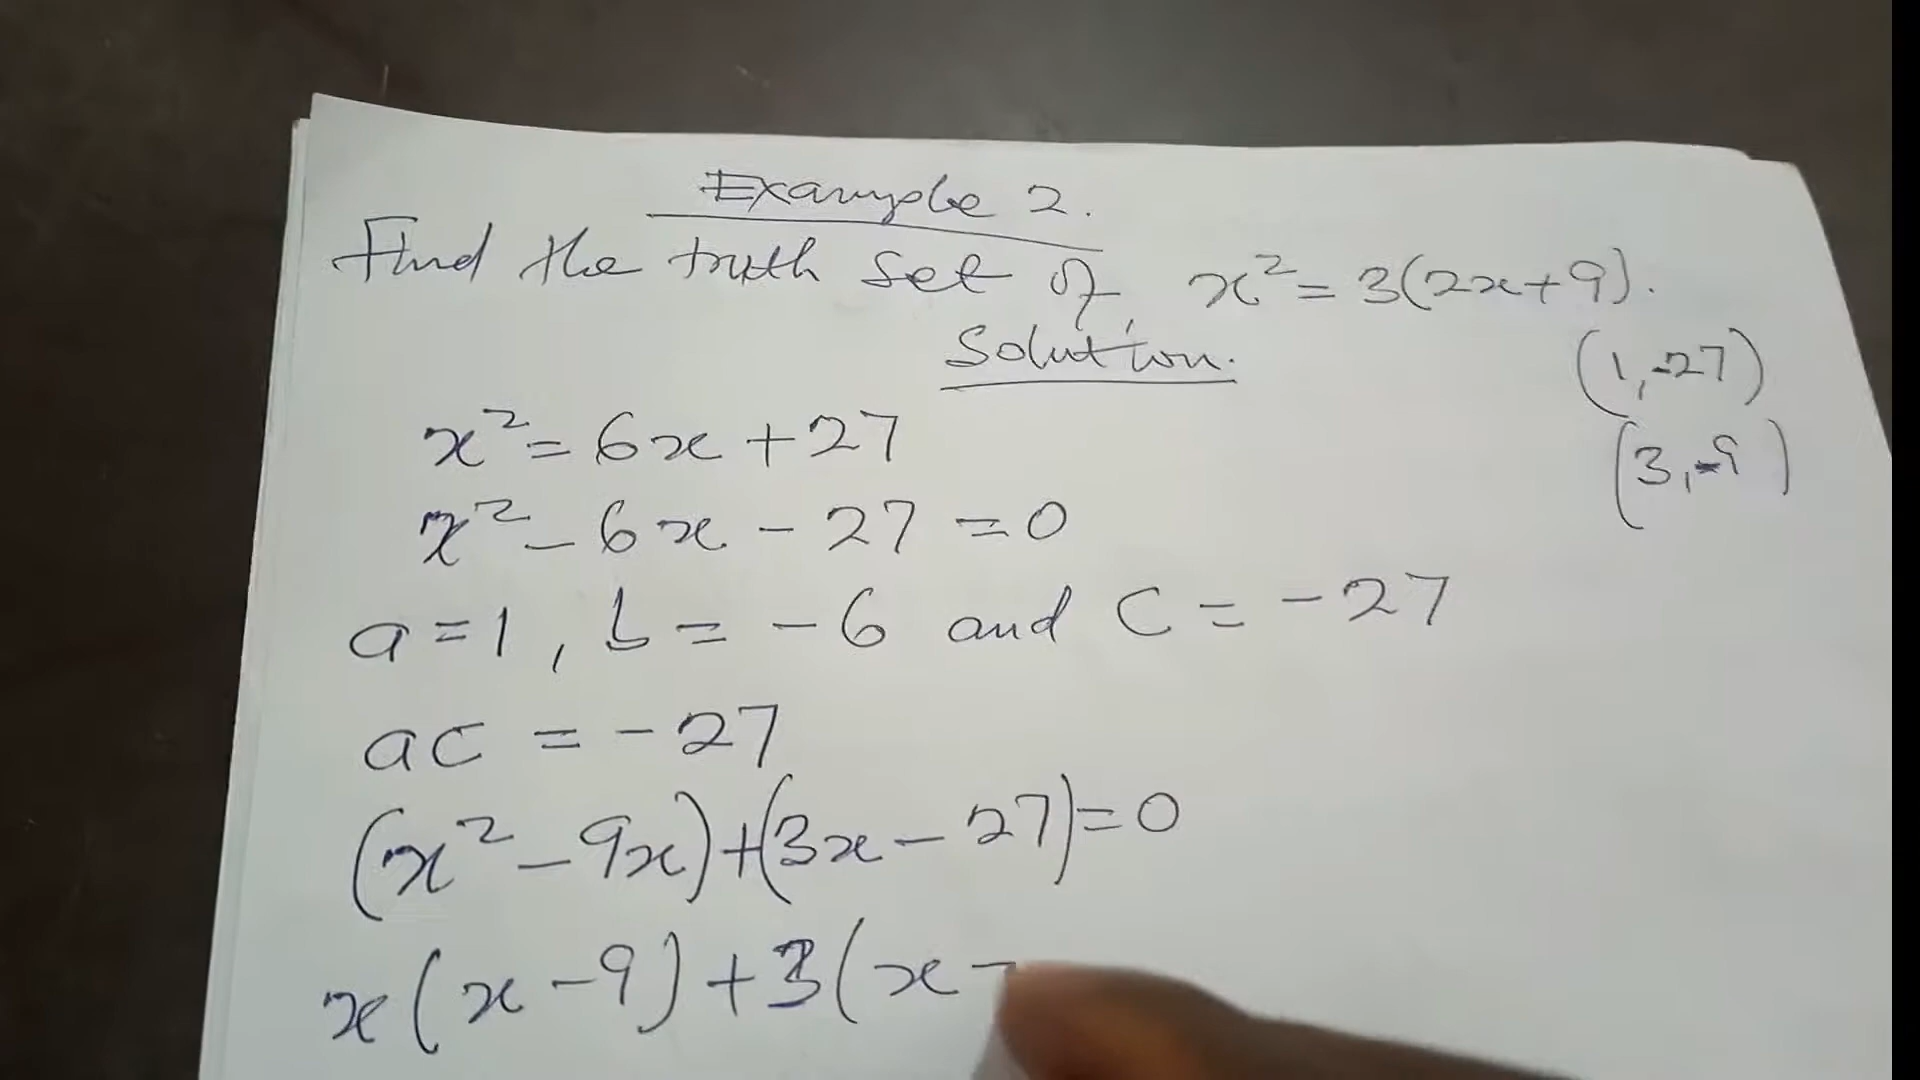 Example 2.
Find the truth set of, x² = 3(2x+9).
Solution.
(1,-27)
(3,-9)
x² = 6x + 27
x² - 6x - 27 = 0
a = 1, b = -6 and c = -27
ac = -27
(x² - 9x) + (3x - 27) = 0
x(x - 9) + 3(x -